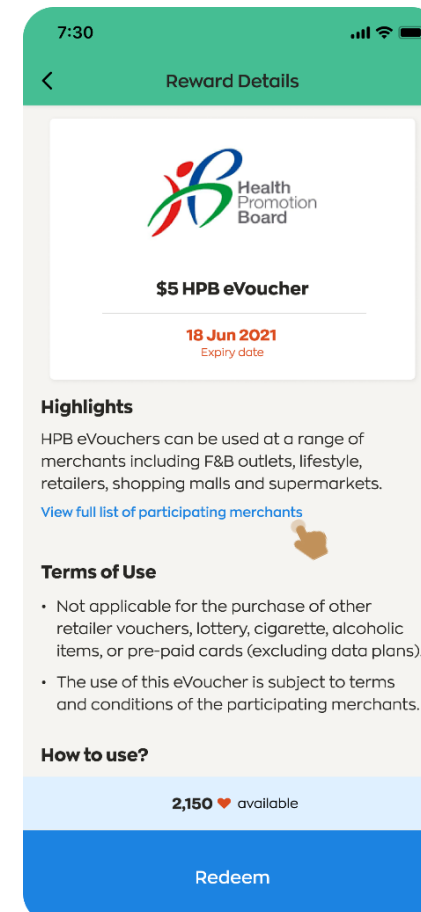 7:30
Reward Details
Health
Promotion
Board
$5 HPB eVoucher
18 Jun 2021
Expiry date
Highlights
HPB eVouchers can be used at a range of
merchants including F&B outlets, lifestyle,
retailers, shopping malls and supermarkets.
View full list of participating merchants
Terms of Use
• Not applicable for the purchase of other
retailer vouchers, lottery, cigarette, alcoholic
items, or pre-paid cards (excluding data plans).
• The use of this eVoucher is subject to terms
and conditions of the participating merchants.
How to use?
2,150 ❤ available
Redeem